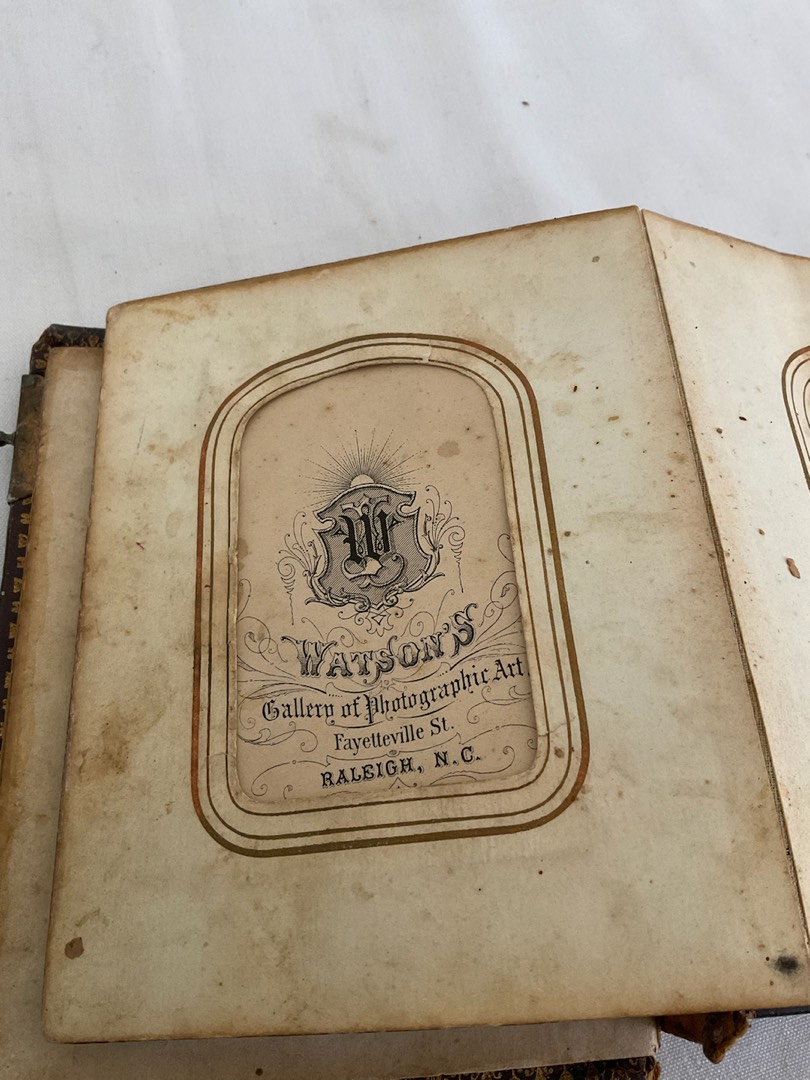 W
WATSON'S
Gallery of Photographic Art,
Fayetteville St.
RALEIGH, N.C.